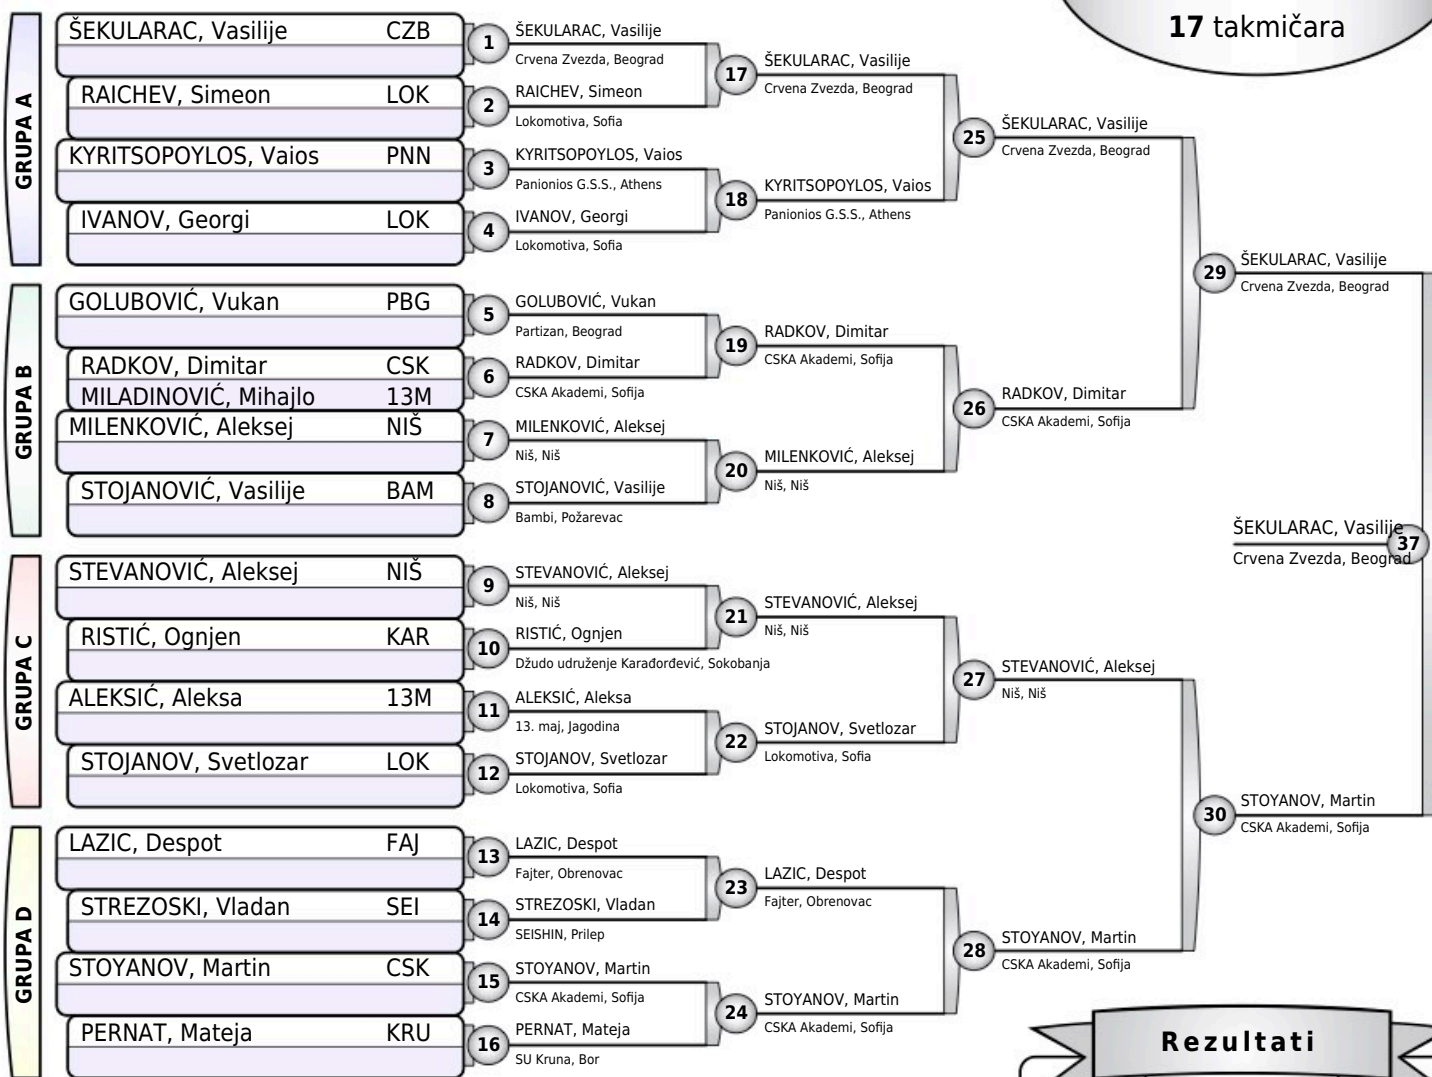 17 takmičara
GRUPA A
ŠEKULARAC, Vasilije CZB
RAICHEV, Simeon LOK
KYRITSOPOYLOS, Vaios PNN
IVANOV, Georgi LOK
GRUPA B
GOLUBOVIĆ, Vukan PBG
RADKOV, Dimitar CSK
MILADINOVIĆ, Mihajlo 13M
MILENKOVIĆ, Aleksej NIŠ
STOJANOVIĆ, Vasilije BAM
GRUPA C
STEVANOVIĆ, Aleksej NIŠ
RISTIĆ, Ognjen KAR
ALEKSIĆ, Aleksa 13M
STOJANOV, Svetlozar LOK
GRUPA D
LAZIC, Despot FAJ
STREZOSKI, Vladan SEI
STOYANOV, Martin CSK
PERNAT, Mateja KRU
1 ŠEKULARAC, Vasilije
Crvena Zvezda, Beograd
2 RAICHEV, Simeon
Lokomotiva, Sofia
3 KYRITSOPOYLOS, Vaios
Panionios G.S.S., Athens
4 IVANOV, Georgi
Lokomotiva, Sofia
5 GOLUBOVIĆ, Vukan
Partizan, Beograd
6 RADKOV, Dimitar
CSKA Akademi, Sofija
7 MILENKOVIĆ, Aleksej
Niš, Niš
8 STOJANOVIĆ, Vasilije
Bambi, Požarevac
9 STEVANOVIĆ, Aleksej
Niš, Niš
10 RISTIĆ, Ognjen
Džudo udruženje Karađorđević, Sokobanja
11 ALEKSIĆ, Aleksa
13. maj, Jagodina
12 STOJANOV, Svetlozar
Lokomotiva, Sofia
13 LAZIC, Despot
Fajter, Obrenovac
14 STREZOSKI, Vladan
SEISHIN, Prilep
15 STOYANOV, Martin
CSKA Akademi, Sofija
16 PERNAT, Mateja
SU Kruna, Bor
17 ŠEKULARAC, Vasilije
Crvena Zvezda, Beograd
18 KYRITSOPOYLOS, Vaios
Panionios G.S.S., Athens
19 RADKOV, Dimitar
CSKA Akademi, Sofija
20 MILENKOVIĆ, Aleksej
Niš, Niš
21 STEVANOVIĆ, Aleksej
Niš, Niš
22 STOJANOV, Svetlozar
Lokomotiva, Sofia
23 LAZIC, Despot
Fajter, Obrenovac
24 STOYANOV, Martin
CSKA Akademi, Sofija
25 ŠEKULARAC, Vasilije
Crvena Zvezda, Beograd
26 RADKOV, Dimitar
CSKA Akademi, Sofija
27 STEVANOVIĆ, Aleksej
Niš, Niš
28 STOYANOV, Martin
CSKA Akademi, Sofija
29 ŠEKULARAC, Vasilije
Crvena Zvezda, Beograd
30 STOYANOV, Martin
CSKA Akademi, Sofija
ŠEKULARAC, Vasilije 37
Crvena Zvezda, Beograd
Rezultati